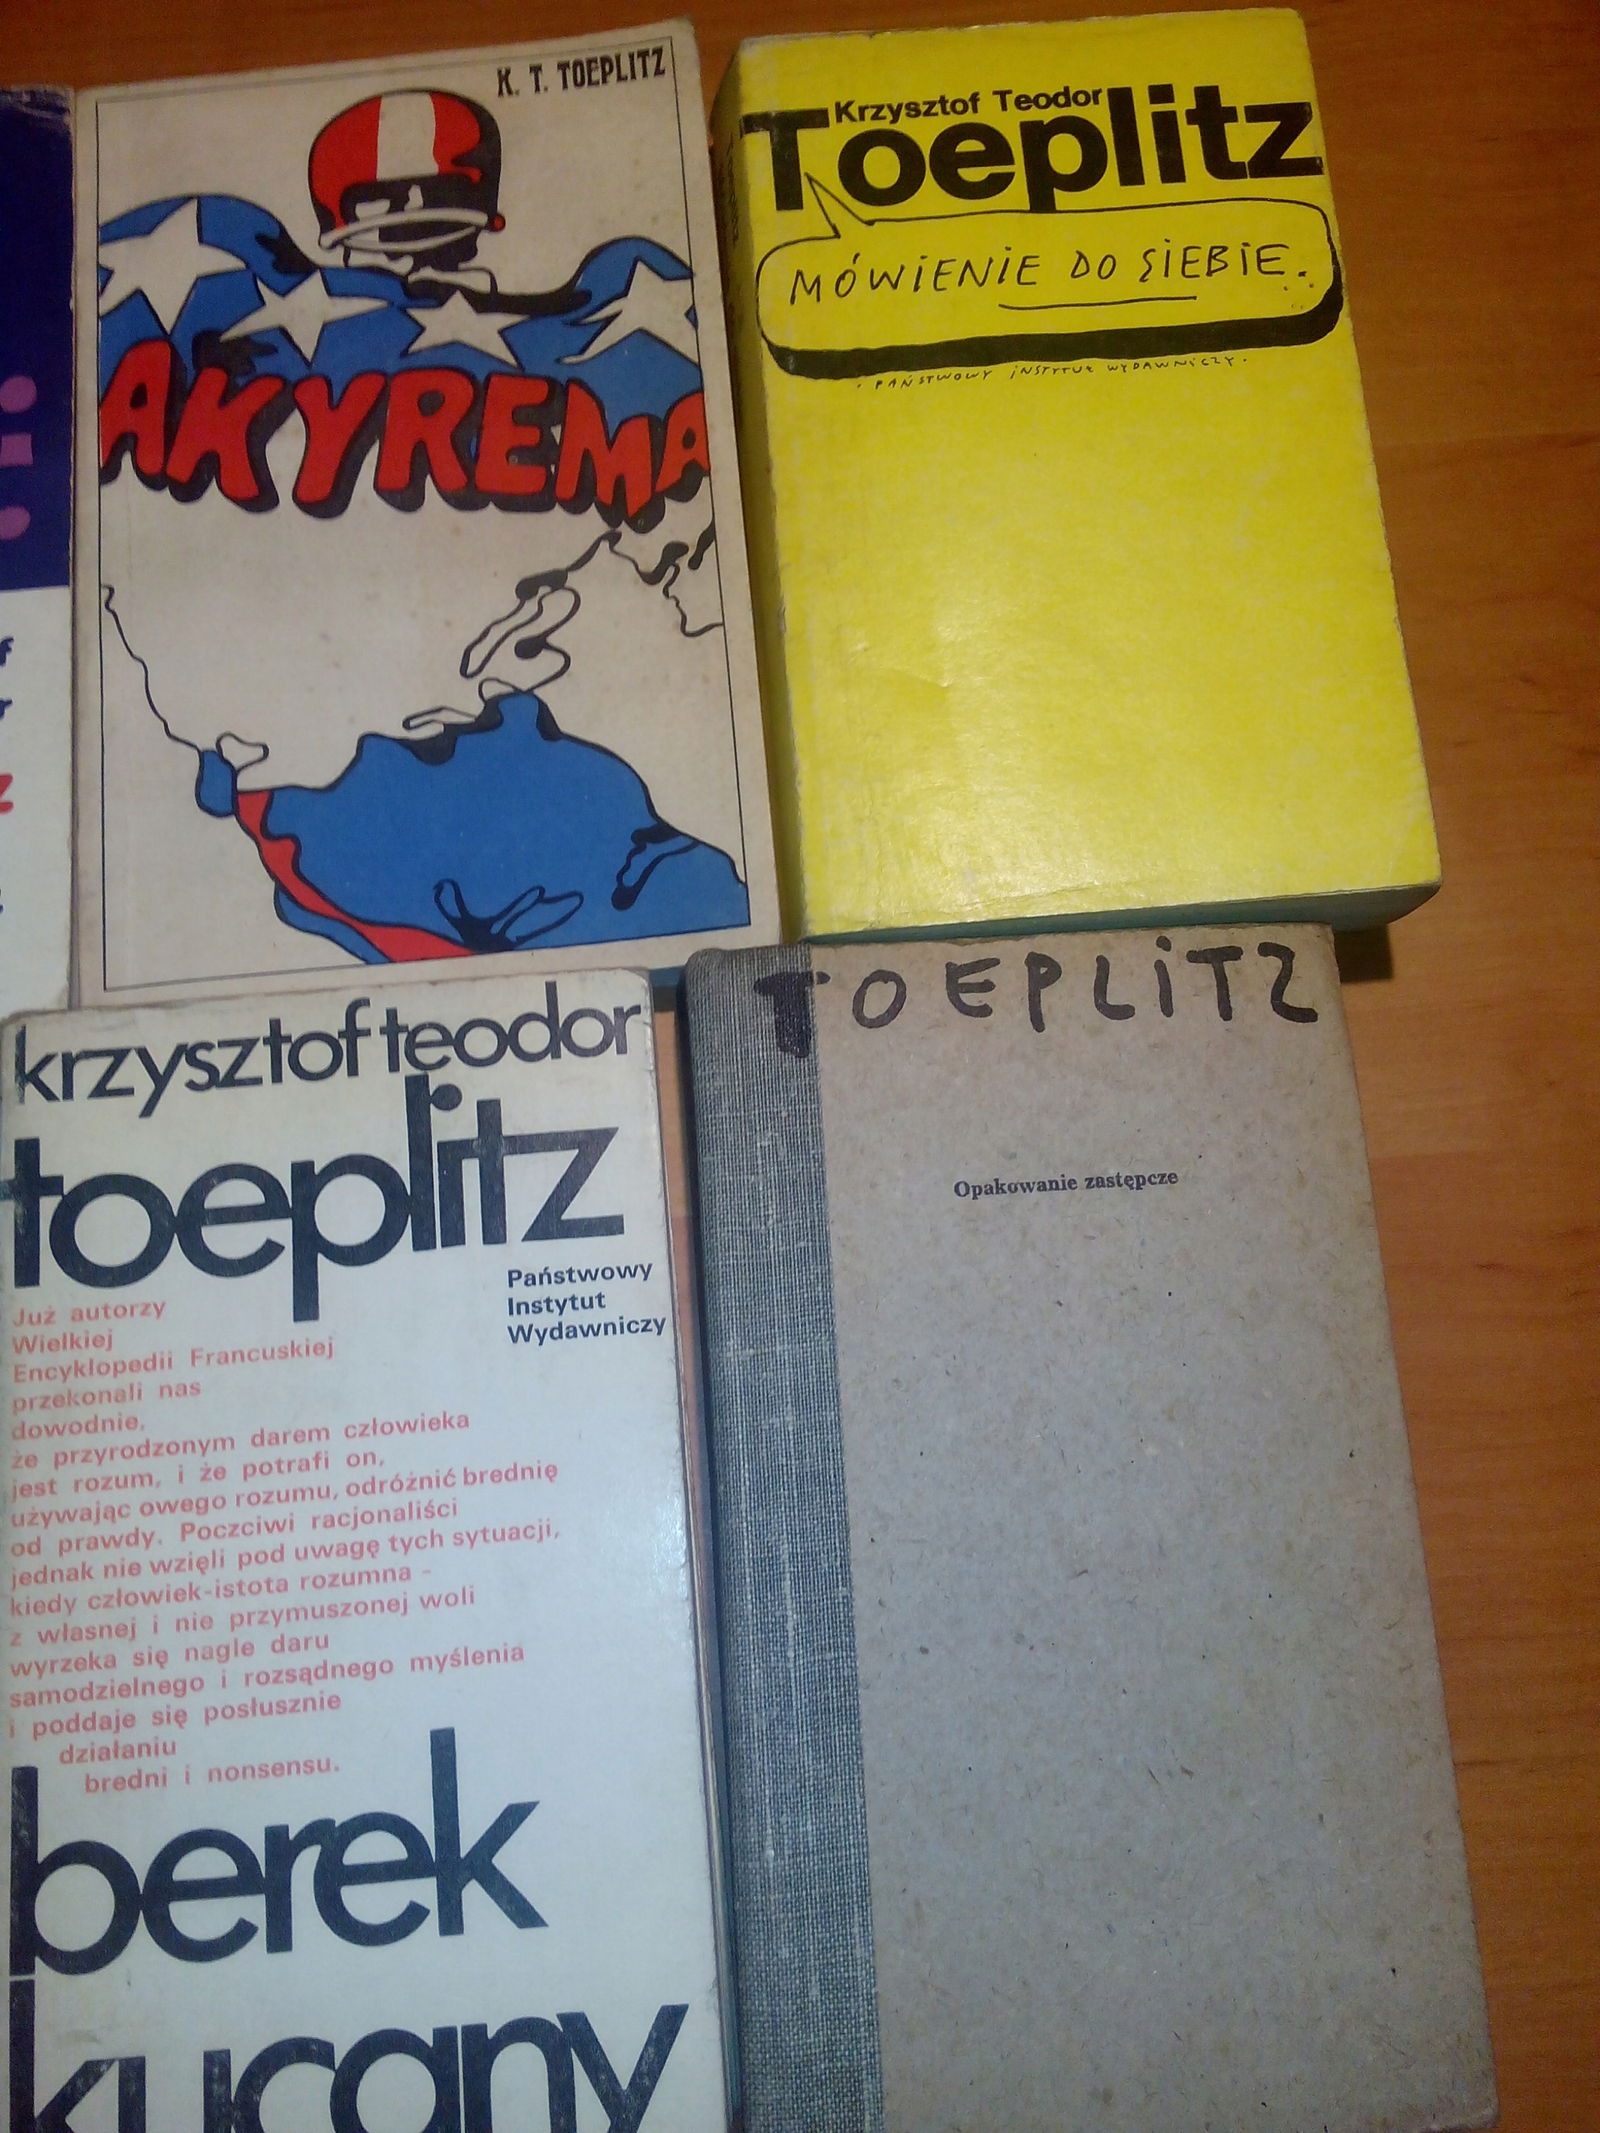 K. T. TOEPLITZ
AKYREMA
Krzysztof Teodor
Toeplitz
MÓWIENIE DO SIEBIE.
PAŃSTWOWY INSTYTUT WYDAWNICZY.
krzysztof teodor
toeplitz
Państwowy
Instytut
Wydawniczy
Już autorzy
Wielkiej
Encyklopedii Francuskiej
przekonali nas
dowodnie,
że przyrodzonym darem człowieka
jest rozum, i że potrafi on,
używając owego rozumu, odróżnić brednię
od prawdy. Poczciwi racjonaliści
jednak nie wzięli pod uwagę tych sytuacji,
kiedy człowiek-istota rozumna -
z własnej i nie przymuszonej woli
wyrzeka się nagle daru
samodzielnego i rozsądnego myślenia
i poddaje się posłusznie
działaniu
bredni i nonsensu.
berek
kucany
TOEPLITZ
Opakowanie zastępcze